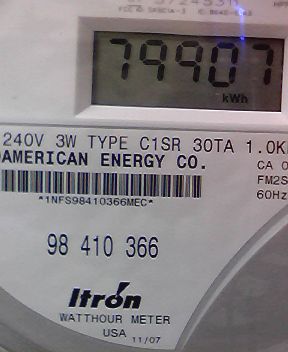 79907
kWh
240V 3W TYPE C1SR 30TA 1.0K
AMERICAN ENERGY CO.
CA 0
*1NFS98410366MEC*
FM2S
60Hz
98 410 366
Itron
WATTHOUR METER
USA 11/07